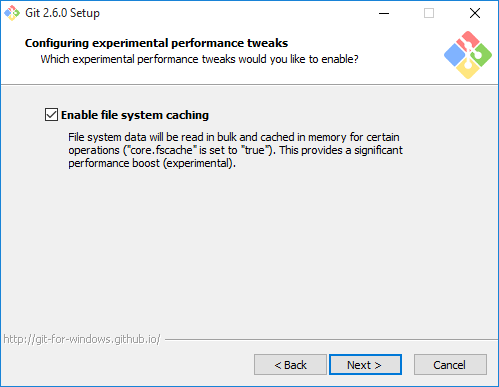 Git 2.6.0 Setup
Configuring experimental performance tweaks
Which experimental performance tweaks would you like to enable?
Enable file system caching
File system data will be read in bulk and cached in memory for certain
operations ("core.fscache" is set to "true"). This provides a significant
performance boost (experimental).
http://git-for-windows.github.io/
< Back
Next >
Cancel